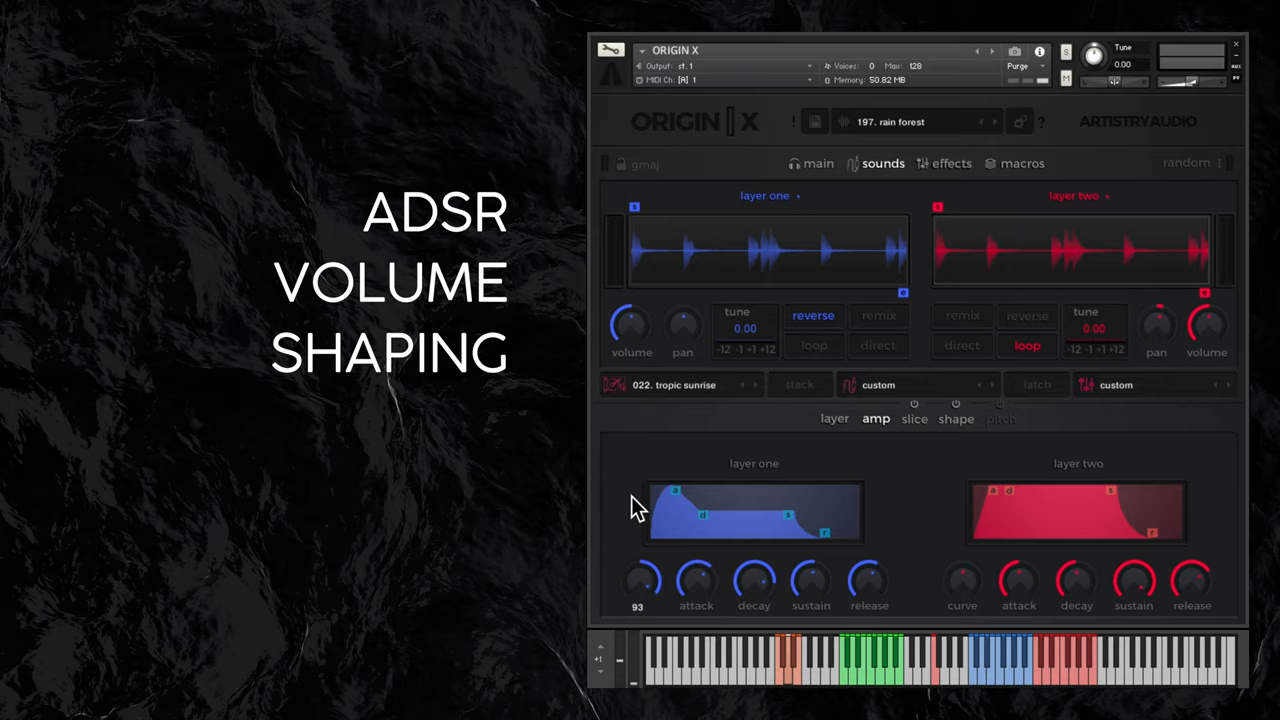 ADSR
VOLUME
SHAPING
ORIGIN X
S
Tune
0.00
Output: st.1
Voices: 0 Max: 128
Purge
MIDI Ch: [A] 1
Memory: 50.82 MB
M
AUX
PV
ORIGIN X
!
197. rain forest
?
ARTISTRYAUDIO
gmaj
main
sounds
effects
macros
random
layer one
layer two
s
s
e
e
volume
pan
tune
0.00
-12 -1 +1 +12
reverse
remix
loop
direct
remix
reverse
direct
loop
tune
0.00
-12 -1 +1 +12
pan
volume
022. tropic sunrise
stack
custom
latch
custom
layer
amp
slice
shape
pitch
layer one
layer two
a
d
s
r
a
d
s
r
93
attack
decay
sustain
release
curve
attack
decay
sustain
release
+1